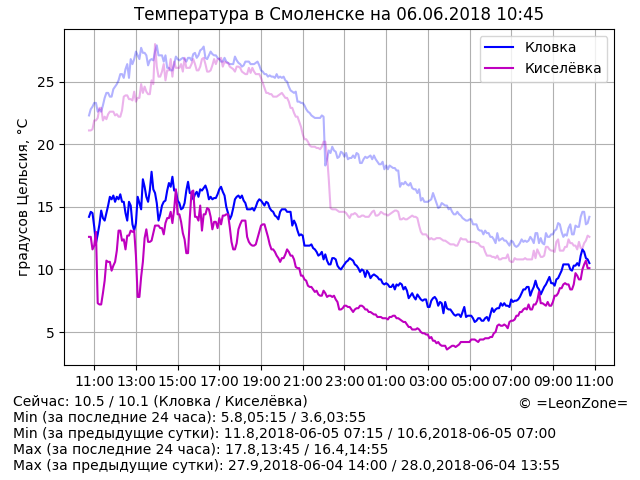 Температура в Смоленске на 06.06.2018 10:45
Кловка
Киселёвка
градусов Цельсия, °C
25
20
15
10
5
11:00 13:00 15:00 17:00 19:00 21:00 23:00 01:00 03:00 05:00 07:00 09:00 11:00
Сейчас: 10.5 / 10.1 (Кловка / Киселёвка)
© =LeonZone=
Min (за последние 24 часа): 5.8,05:15 / 3.6,03:55
Min (за предыдущие сутки): 11.8,2018-06-05 07:15 / 10.6,2018-06-05 07:00
Max (за последние 24 часа): 17.8,13:45 / 16.4,14:55
Max (за предыдущие сутки): 27.9,2018-06-04 14:00 / 28.0,2018-06-04 13:55